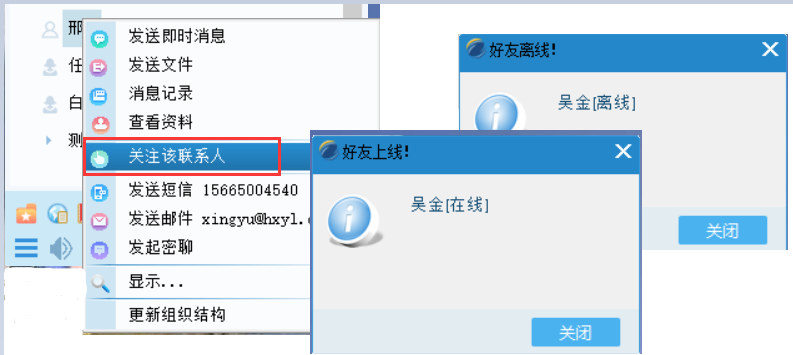 邢
任
白
测
发送即时消息
发送文件
消息记录
查看资料
关注该联系人
发送短信 15665004540
发送邮件 xingyu@hxyl.
发起密聊
显示...
更新组织结构
好友离线!
吴金[离线]
关闭
好友上线!
吴金[在线]
关闭